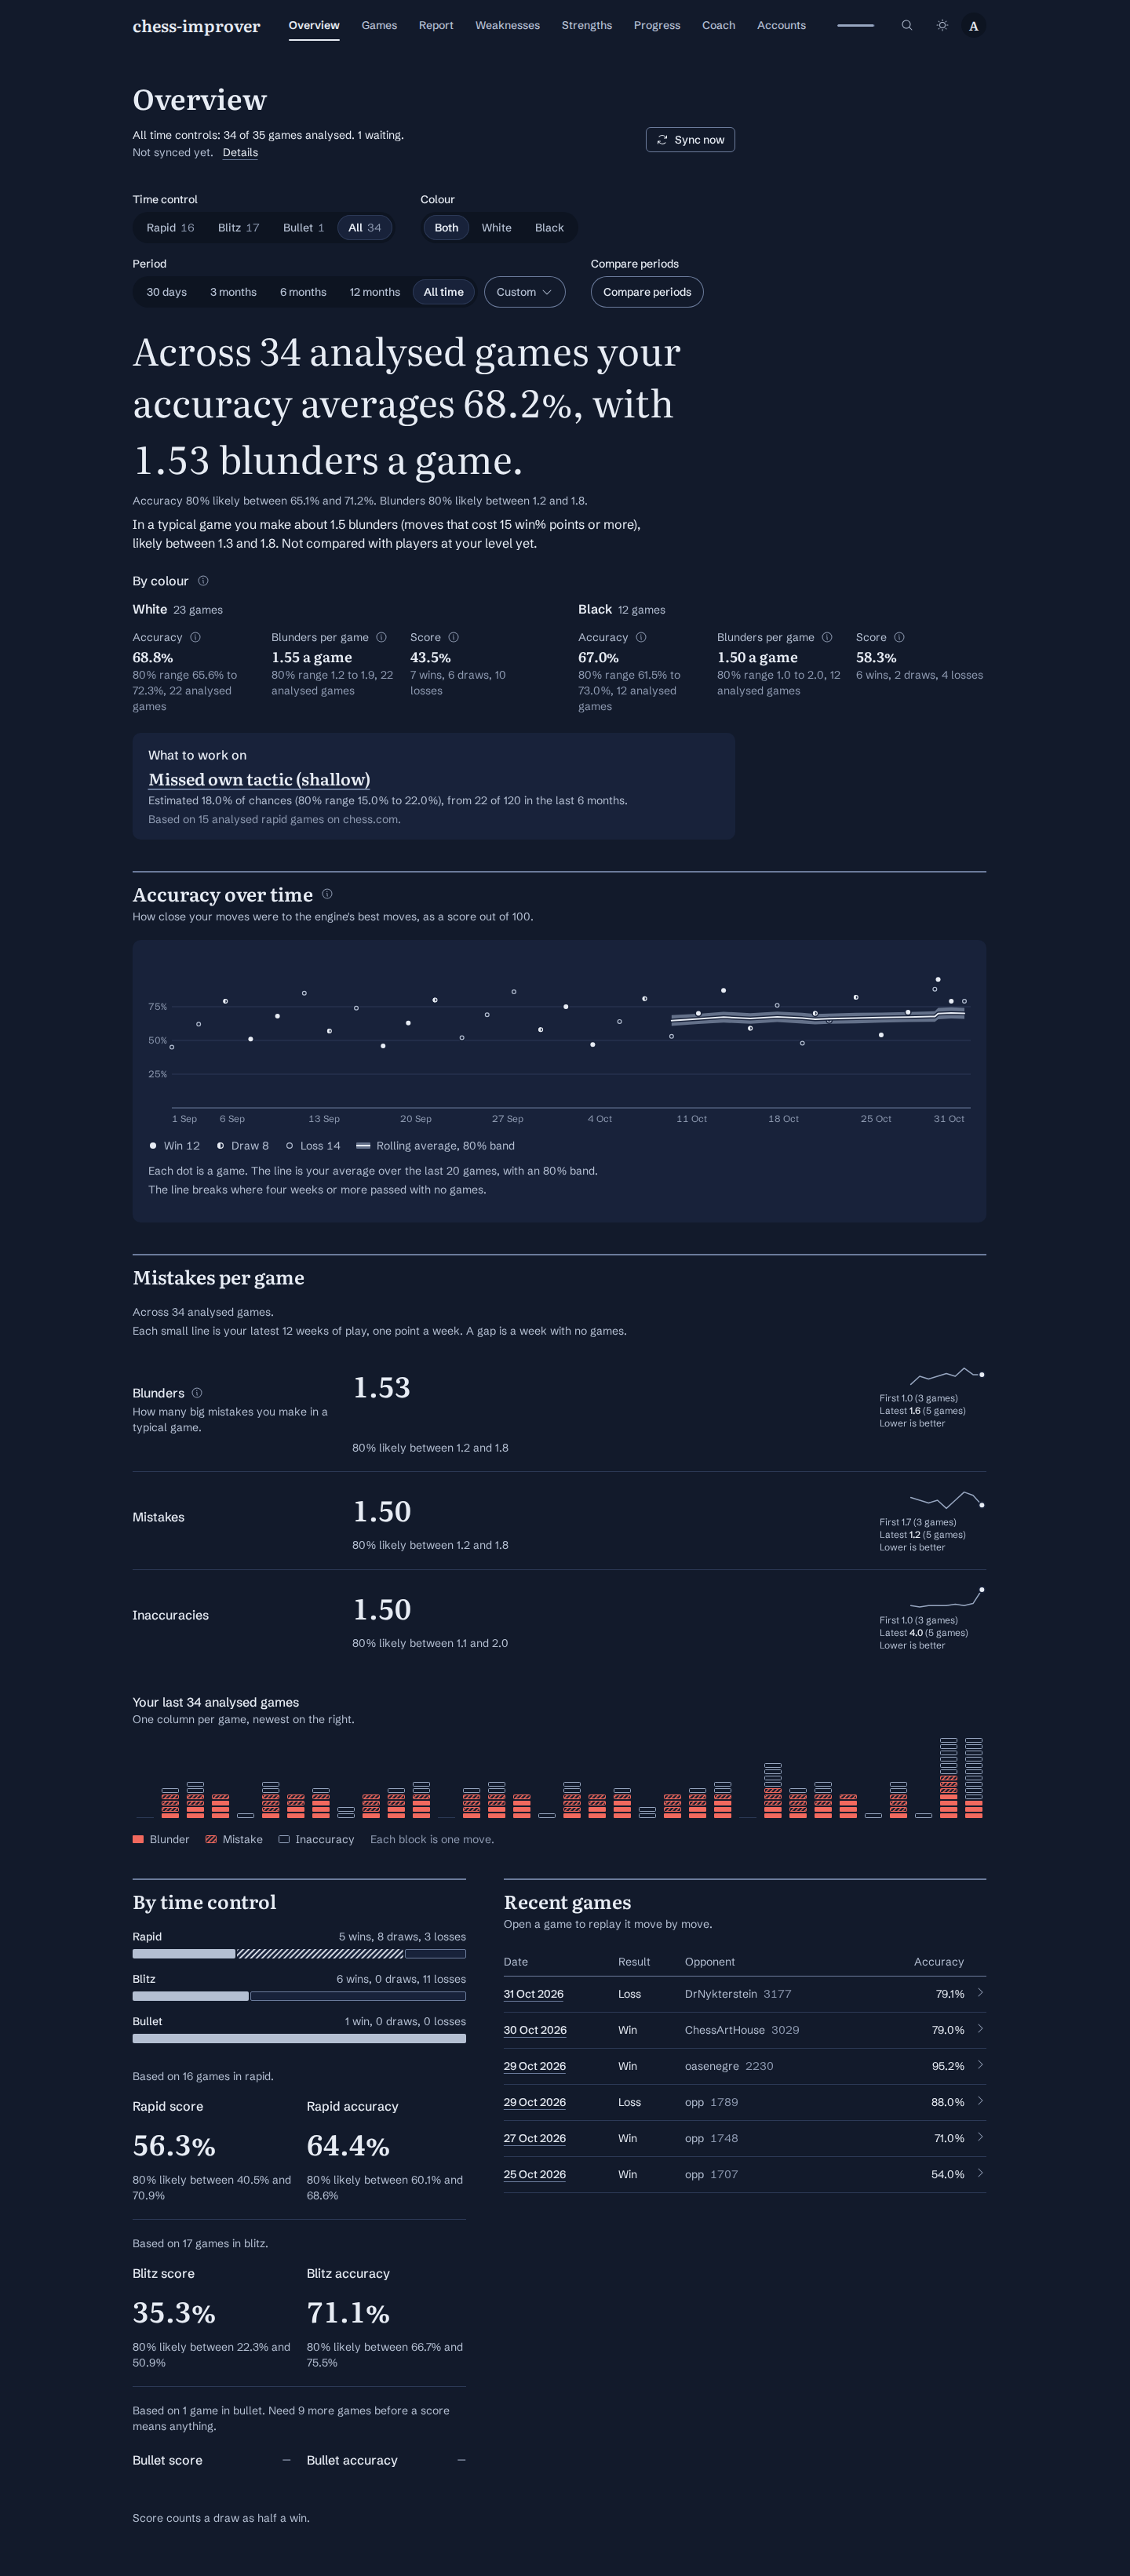 chess-improver
Overview Games Report Weaknesses Strengths Progress Coach Accounts A
Overview
All time controls: 34 of 35 games analysed. 1 waiting.
Not synced yet. Details
Sync now
Time control
Rapid 16 Blitz 17 Bullet 1 All 34
Colour
Both White Black
Period
30 days 3 months 6 months 12 months All time Custom
Compare periods
Compare periods
Across 34 analysed games your
accuracy averages 68.2%, with
1.53 blunders a game.
Accuracy 80% likely between 65.1% and 71.2%. Blunders 80% likely between 1.2 and 1.8.
In a typical game you make about 1.5 blunders (moves that cost 15 win% points or more),
likely between 1.3 and 1.8. Not compared with players at your level yet.
By colour
White 23 games
Accuracy
68.8%
80% range 65.6% to
72.3%, 22 analysed
games
Blunders per game
1.55 a game
80% range 1.2 to 1.9, 22
analysed games
Score
43.5%
7 wins, 6 draws, 10
losses
Black 12 games
Accuracy
67.0%
80% range 61.5% to
73.0%, 12 analysed
games
Blunders per game
1.50 a game
80% range 1.0 to 2.0, 12
analysed games
Score
58.3%
6 wins, 2 draws, 4 losses
What to work on
Missed own tactic (shallow)
Estimated 18.0% of chances (80% range 15.0% to 22.0%), from 22 of 120 in the last 6 months.
Based on 15 analysed rapid games on chess.com.
Accuracy over time
How close your moves were to the engine's best moves, as a score out of 100.
75%
50%
25%
1 Sep 6 Sep 13 Sep 20 Sep 27 Sep 4 Oct 11 Oct 18 Oct 25 Oct 31 Oct
Win 12 Draw 8 Loss 14 Rolling average, 80% band
Each dot is a game. The line is your average over the last 20 games, with an 80% band.
The line breaks where four weeks or more passed with no games.
Mistakes per game
Across 34 analysed games.
Each small line is your latest 12 weeks of play, one point a week. A gap is a week with no games.
Blunders
How many big mistakes you make in a
typical game.
1.53
80% likely between 1.2 and 1.8
First 1.0 (3 games)
Latest 1.6 (5 games)
Lower is better
Mistakes
1.50
80% likely between 1.2 and 1.8
First 1.7 (3 games)
Latest 1.2 (5 games)
Lower is better
Inaccuracies
1.50
80% likely between 1.1 and 2.0
First 1.0 (3 games)
Latest 4.0 (5 games)
Lower is better
Your last 34 analysed games
One column per game, newest on the right.
Blunder Mistake Inaccuracy Each block is one move.
By time control
Rapid 5 wins, 8 draws, 3 losses
Blitz 6 wins, 0 draws, 11 losses
Bullet 1 win, 0 draws, 0 losses
Based on 16 games in rapid.
Rapid score
56.3%
80% likely between 40.5% and
70.9%
Rapid accuracy
64.4%
80% likely between 60.1% and
68.6%
Based on 17 games in blitz.
Blitz score
35.3%
80% likely between 22.3% and
50.9%
Blitz accuracy
71.1%
80% likely between 66.7% and
75.5%
Based on 1 game in bullet. Need 9 more games before a score
means anything.
Bullet score –
Bullet accuracy –
Score counts a draw as half a win.
Recent games
Open a game to replay it move by move.
Date Result Opponent Accuracy
31 Oct 2026 Loss DrNykterstein 3177 79.1%
30 Oct 2026 Win ChessArtHouse 3029 79.0%
29 Oct 2026 Win oasenegre 2230 95.2%
29 Oct 2026 Loss opp 1789 88.0%
27 Oct 2026 Win opp 1748 71.0%
25 Oct 2026 Win opp 1707 54.0%